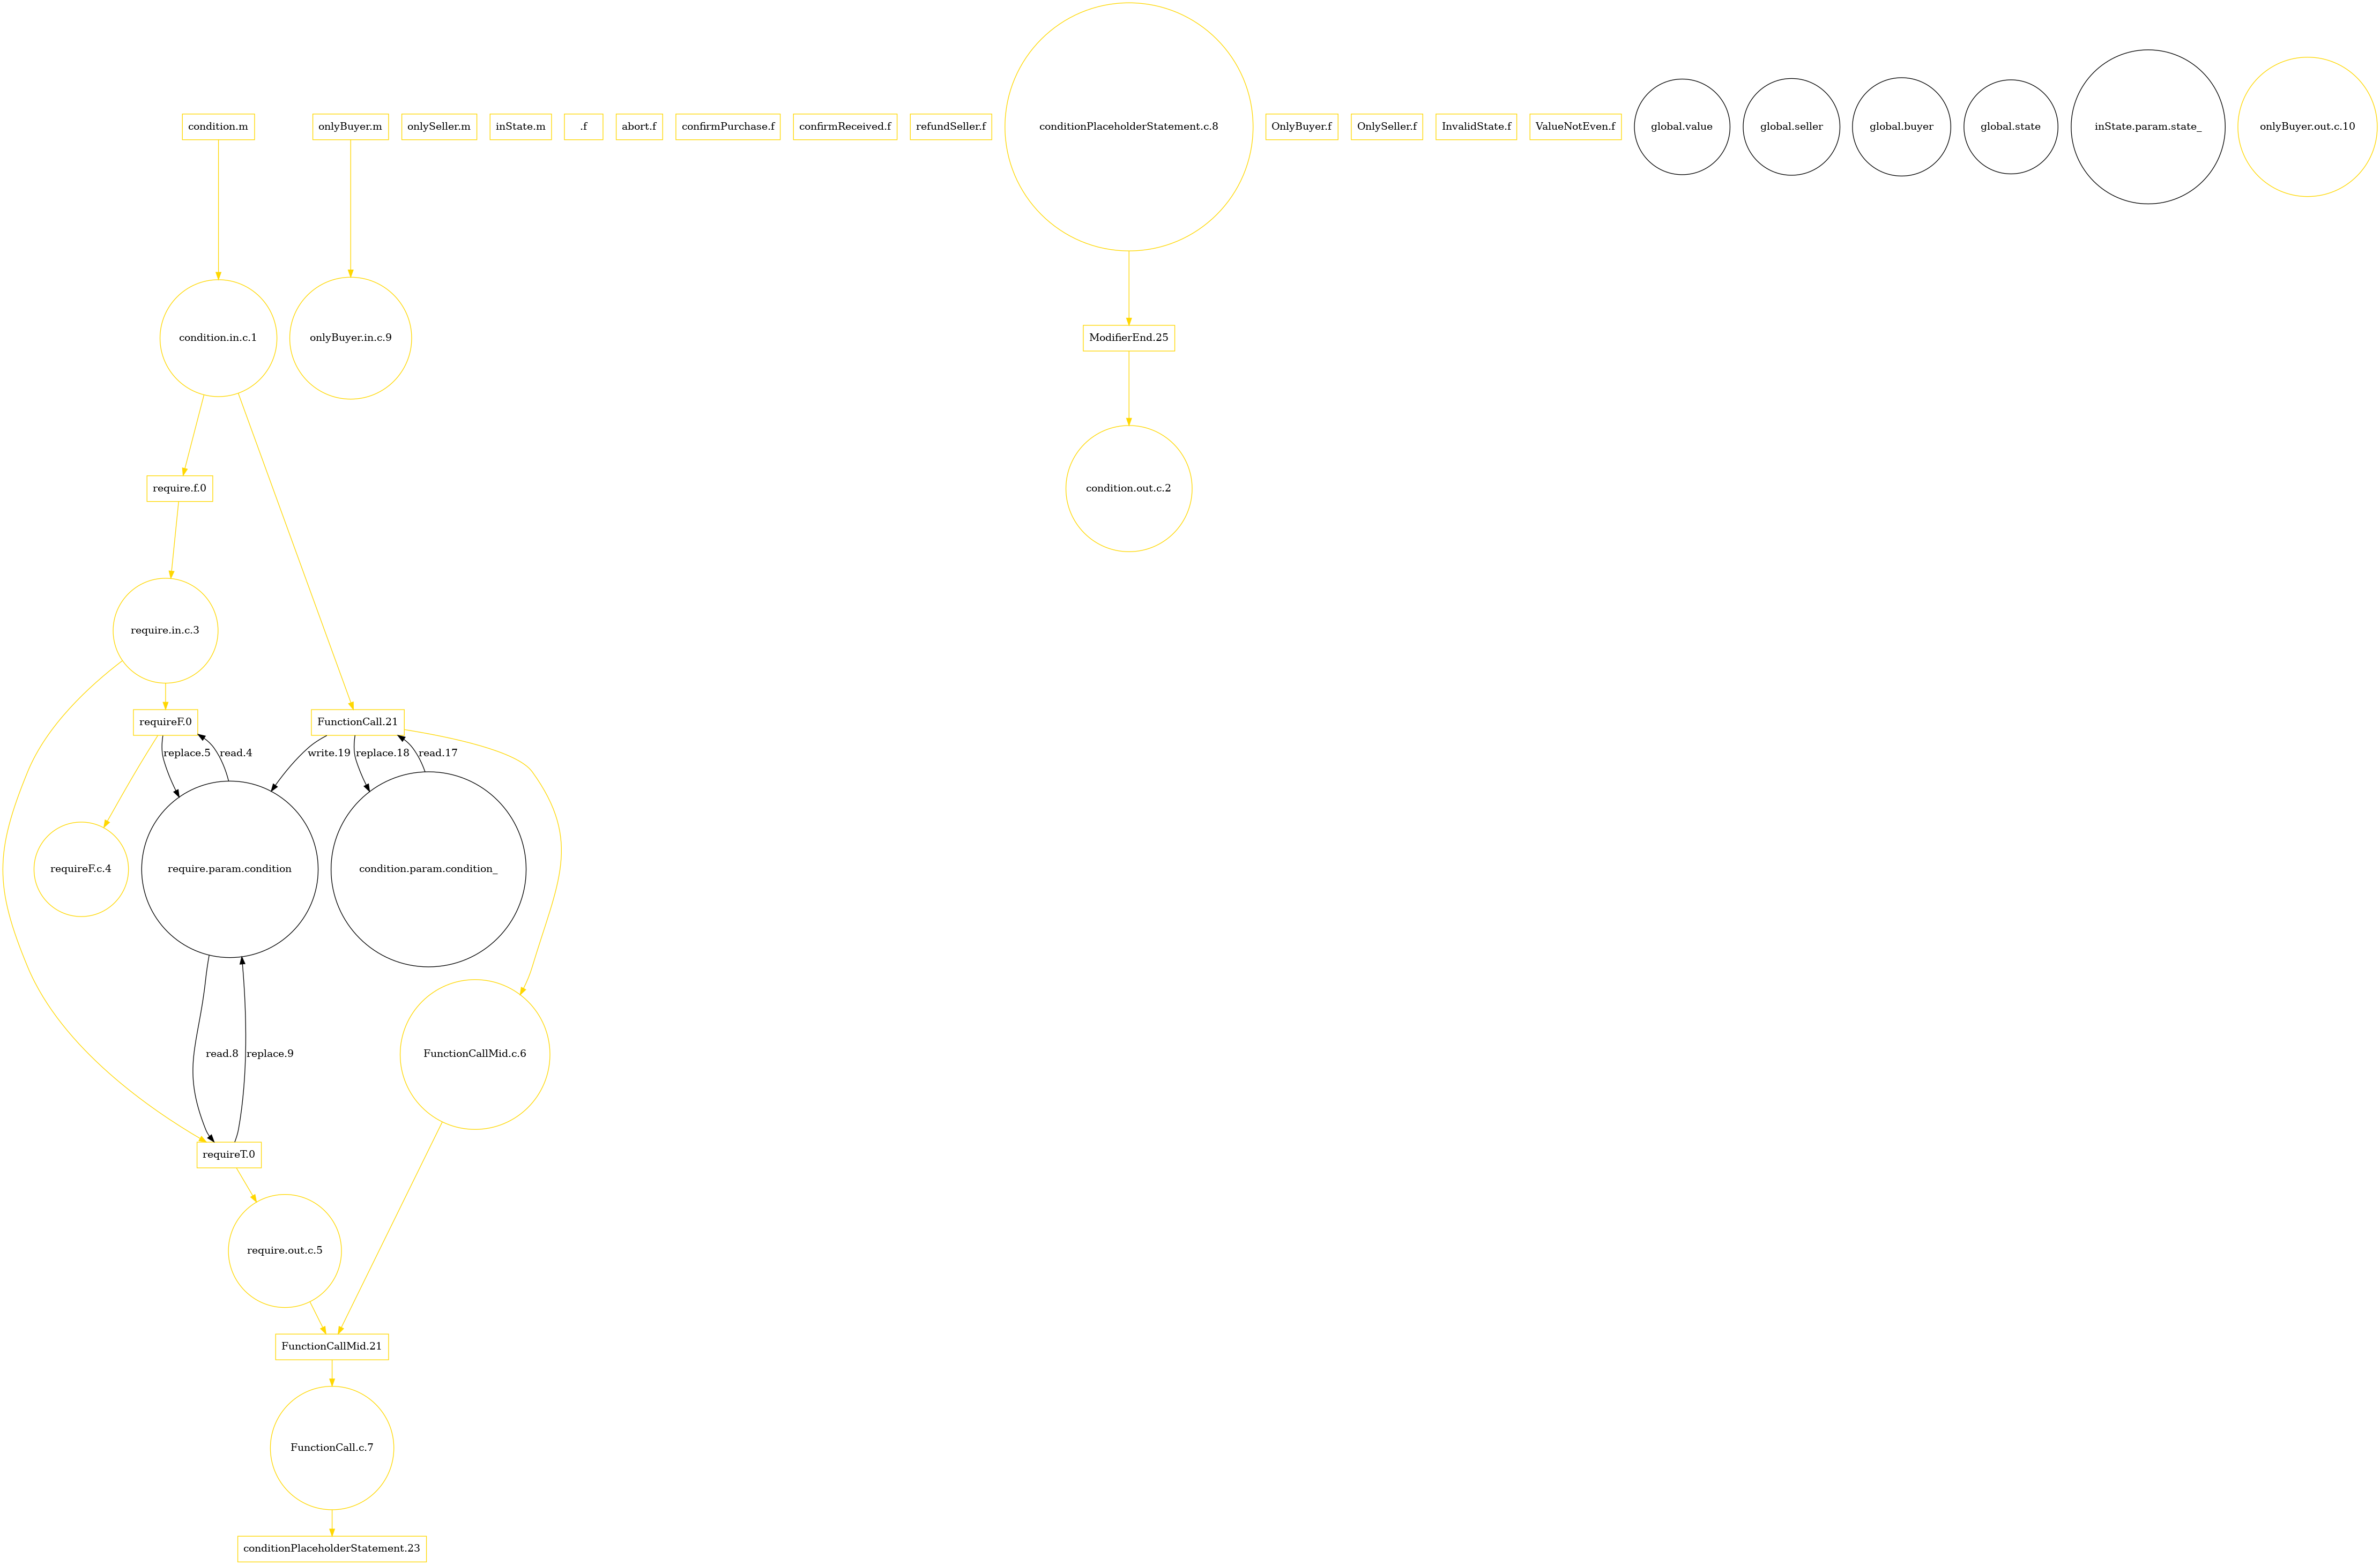 condition.m
onlyBuyer.m
onlySeller.m
inState.m
.f
abort.f
confirmPurchase.f
confirmReceived.f
refundSeller.f
conditionPlaceholderStatement.c.8
OnlyBuyer.f
OnlySeller.f
InvalidState.f
ValueNotEven.f
global.value
global.seller
global.buyer
global.state
inState.param.state_
onlyBuyer.out.c.10
condition.in.c.1
onlyBuyer.in.c.9
ModifierEnd.25
require.f.0
condition.out.c.2
require.in.c.3
requireF.0
FunctionCall.21
replace.5
read.4
write.19
replace.18
read.17
requireF.c.4
require.param.condition
condition.param.condition_
read.8
replace.9
FunctionCallMid.c.6
requireT.0
require.out.c.5
FunctionCallMid.21
FunctionCall.c.7
conditionPlaceholderStatement.23